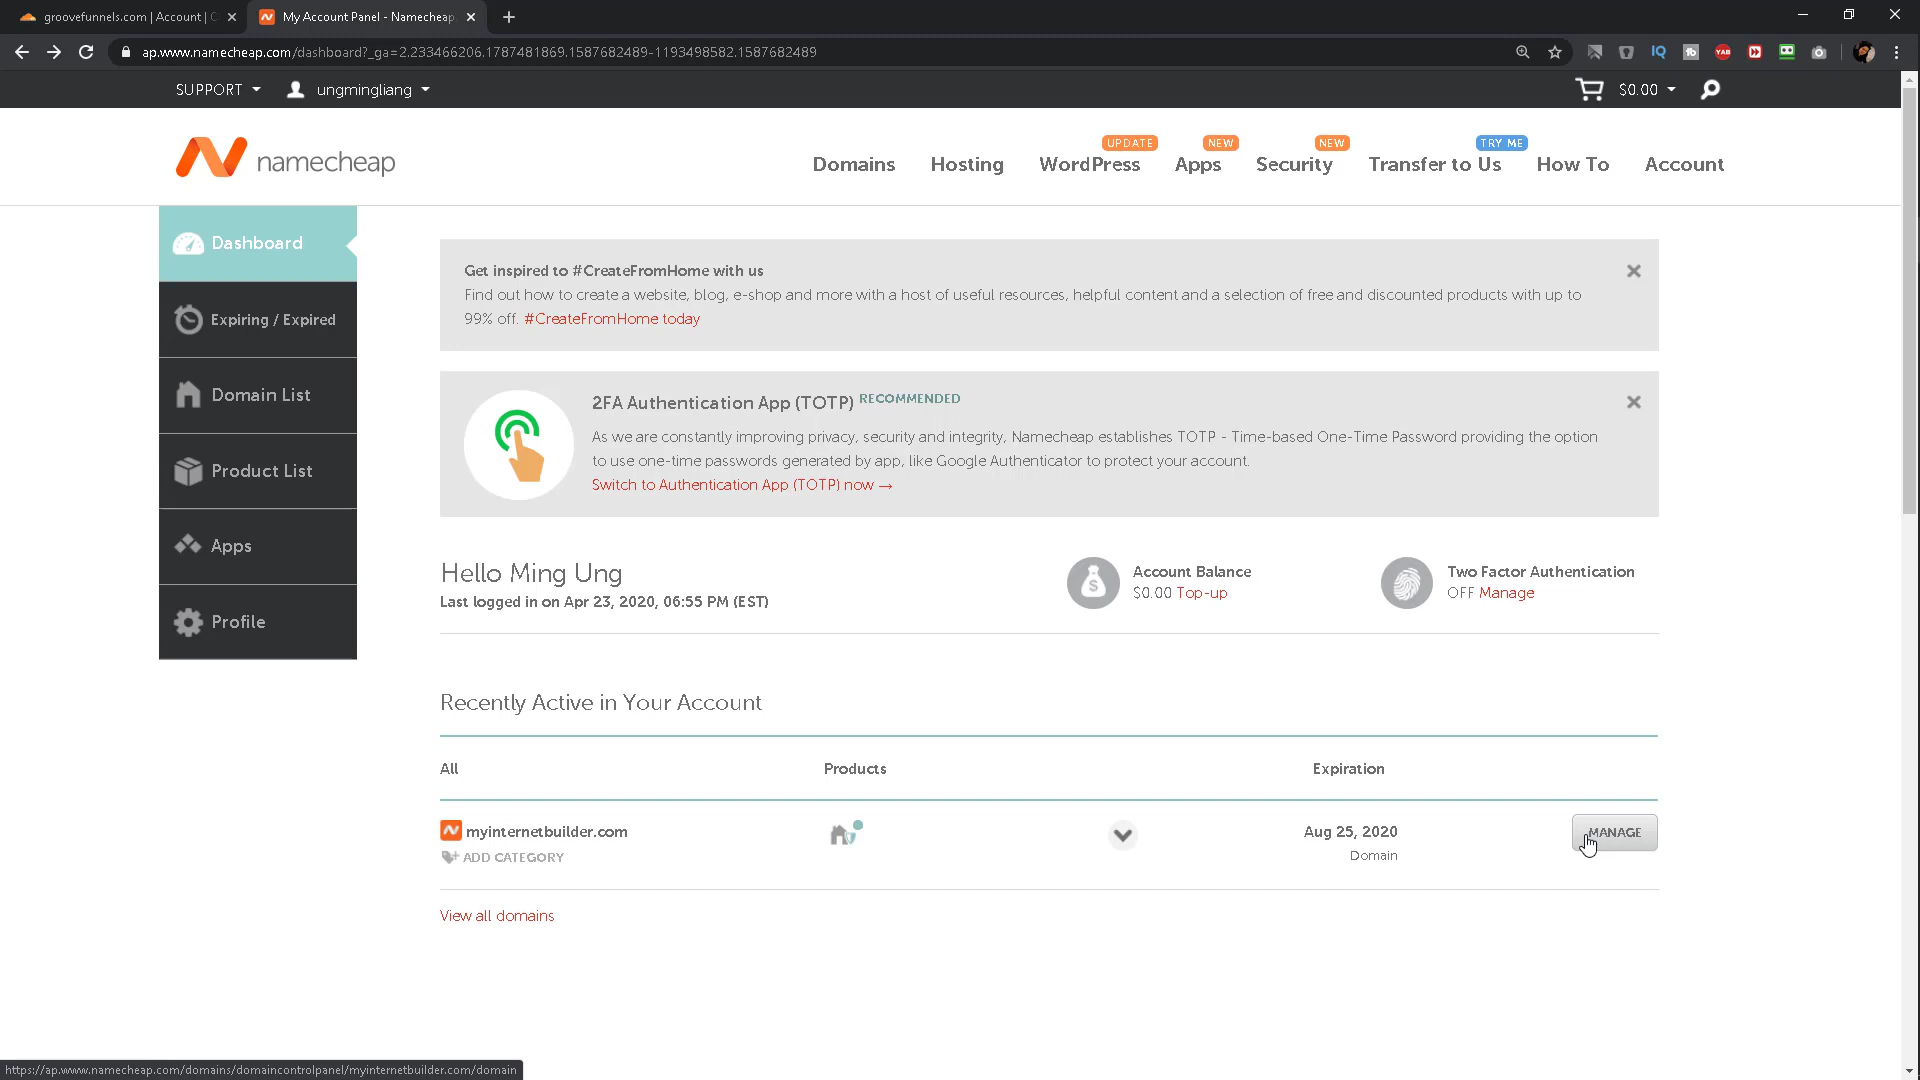 groovefunnels.com | Account | C
My Account Panel - Namecheap
ap.www.namecheap.com/dashboard?_ga=2.233466206.1787481869.1587682489-1193498582.1587682489
SUPPORT
ungmingliang
$0.00
namecheap
Domains
Hosting
UPDATE
WordPress
NEW
Apps
NEW
Security
TRY ME
Transfer to Us
How To
Account
Dashboard
Expiring / Expired
Domain List
Product List
Apps
Profile
Get inspired to #CreateFromHome with us
Find out how to create a website, blog, e-shop and more with a host of useful resources, helpful content and a selection of free and discounted products with up to
99% off. #CreateFromHome today
2FA Authentication App (TOTP) RECOMMENDED
As we are constantly improving privacy, security and integrity, Namecheap establishes TOTP - Time-based One-Time Password providing the option
to use one-time passwords generated by app, like Google Authenticator to protect your account.
Switch to Authentication App (TOTP) now →
Hello Ming Ung
Last logged in on Apr 23, 2020, 06:55 PM (EST)
Account Balance
$0.00 Top-up
Two Factor Authentication
OFF Manage
Recently Active in Your Account
All
Products
Expiration
myinternetbuilder.com
ADD CATEGORY
Aug 25, 2020
Domain
MANAGE
View all domains
https://ap.www.namecheap.com/domains/domaincontrolpanel/myinternetbuilder.com/domain